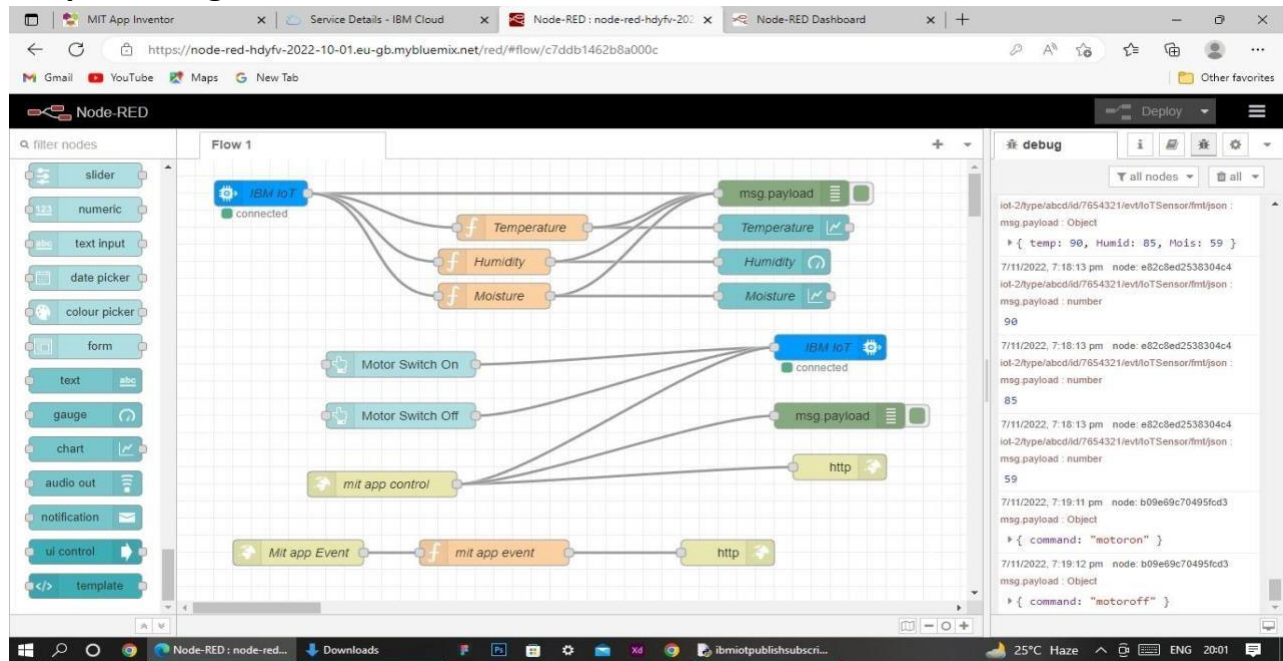 MIT App Inventor
Service Details - IBM Cloud
Node-RED : node-red-hdyfv-202
Node-RED Dashboard
https://node-red-hdyfv-2022-10-01.eu-gb.mybluemix.net/red/#flow/c7ddb1462b8a000c
Gmail YouTube Maps New Tab Other favorites
Node-RED Deploy
filter nodes
slider
numeric
text input
date picker
colour picker
form
text
gauge
chart
audio out
notification
ui control
template
Flow 1
IBM IoT
connected
Temperature
Humidity
Moisture
msg.payload
Temperature
Humidity
Moisture
Motor Switch On
Motor Switch Off
mit app control
IBM IoT
connected
msg.payload
http
Mit app Event
mit app event
http
debug
all nodes all
iot-2/type/abcd/id/7654321/evt/IoTSensor/fmt/json :
msg.payload : Object
{ temp: 90, Humid: 85, Mois: 59 }
7/11/2022, 7:18:13 pm node: e82c8ed2538304c4
iot-2/type/abcd/id/7654321/evt/IoTSensor/fmt/json :
msg.payload : number
90
7/11/2022, 7:18:13 pm node: e82c8ed2538304c4
iot-2/type/abcd/id/7654321/evt/IoTSensor/fmt/json :
msg.payload : number
85
7/11/2022, 7:18:13 pm node: e82c8ed2538304c4
iot-2/type/abcd/id/7654321/evt/IoTSensor/fmt/json :
msg.payload : number
59
7/11/2022, 7:19:11 pm node: b09e69c70495fcd3
msg.payload : Object
{ command: "motoron" }
7/11/2022, 7:19:12 pm node: b09e69c70495fcd3
msg.payload : Object
{ command: "motoroff" }
Node-RED : node-red... Downloads ibmiotpublishsubscri... 25°C Haze ENG 20:01